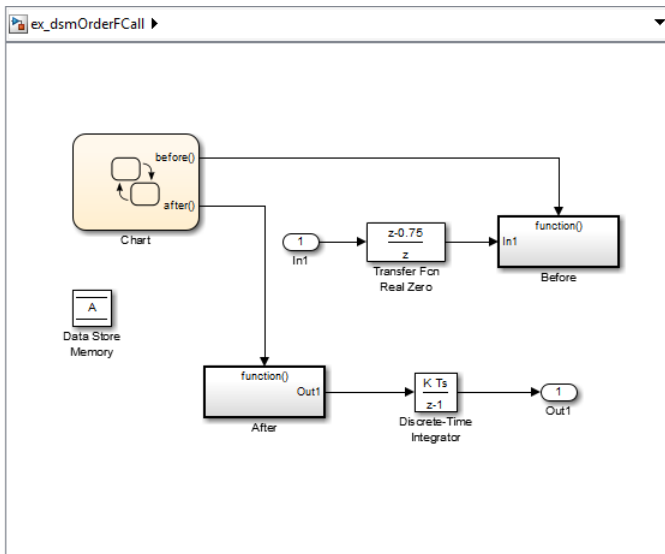 ex_dsmOrderFCall
before()
after()
Chart
function()
In1
Before
1
In1
z-0.75
z
Transfer Fcn
Real Zero
A
Data Store
Memory
function()
Out1
After
K Ts
z-1
Discrete-Time
Integrator
1
Out1